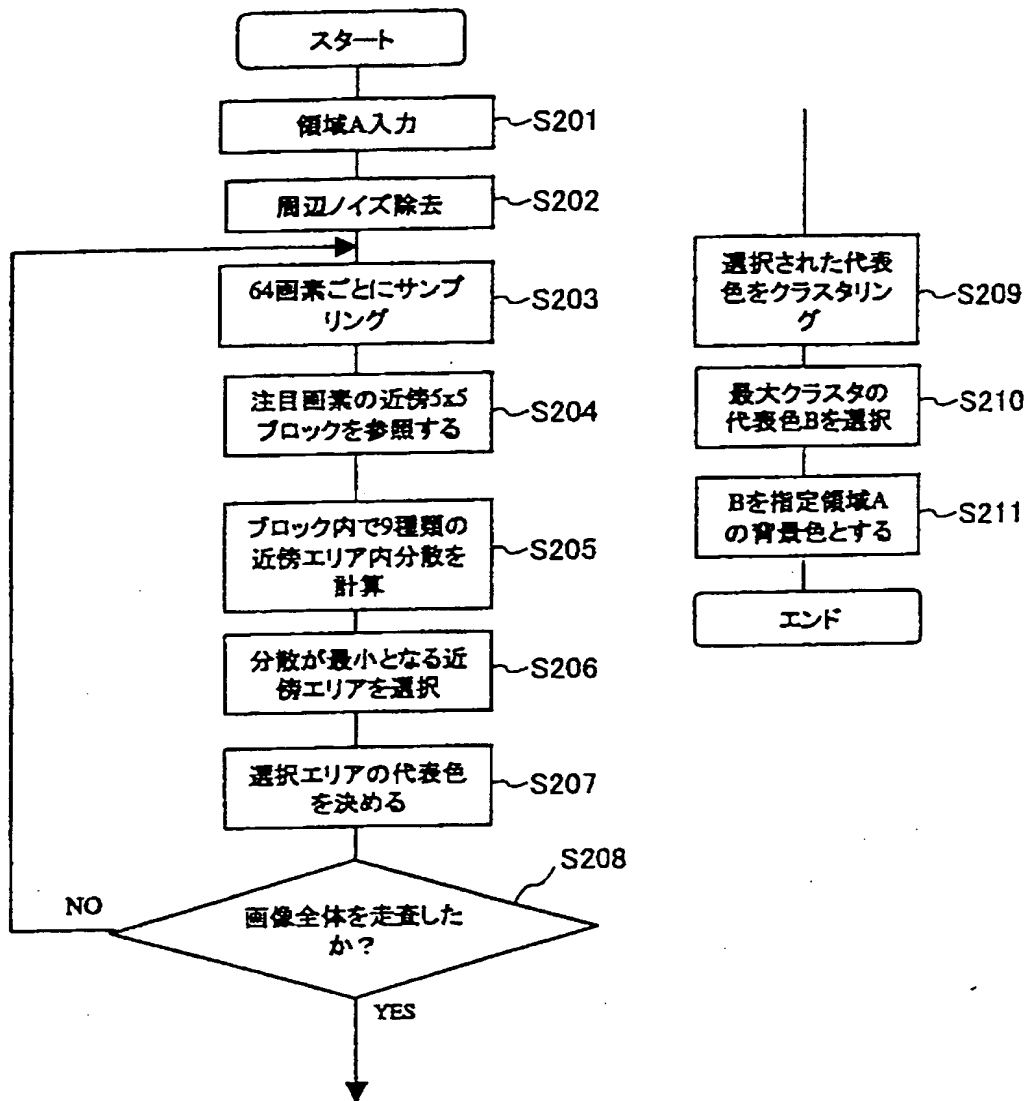 スタート
領域A入力
S201
周辺ノイズ除去
S202
64画素ごとにサンプ
リング
S203
注目画素の近傍5x5
ブロックを参照する
S204
ブロック内で9種類の
近傍エリア内分散を
計算
S205
分散が最小となる近
傍エリアを選択
S206
選択エリアの代表色
を決める
S207
S208
画像全体を走査した
か？
NO
YES
選択された代表
色をクラスタリン
グ
S209
最大クラスタの
代表色Bを選択
S210
Bを指定領域A
の背景色とする
S211
エンド